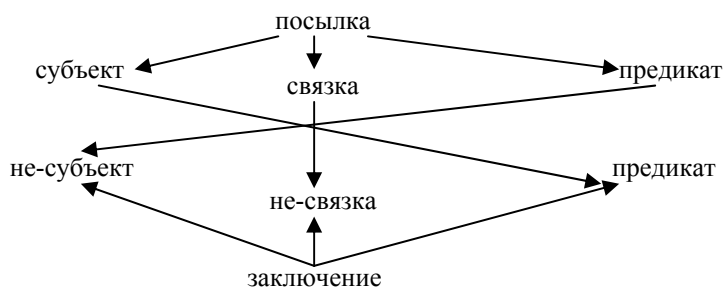 посылка
субъект
связка
предикат
не-субъект
не-связка
предикат
заключение